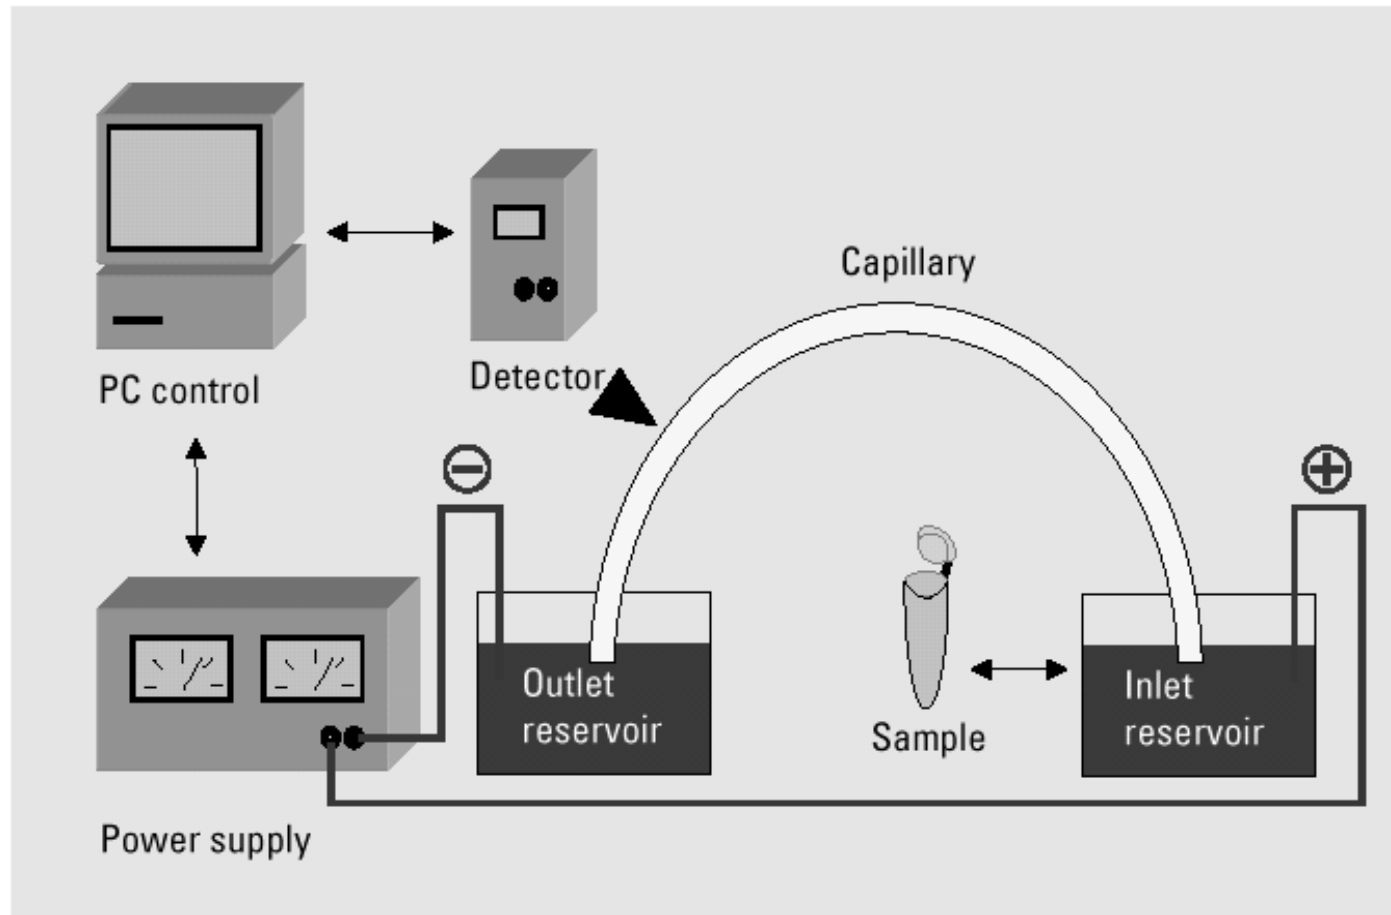 Capillary
Detector
PC control
Outlet
reservoir
Inlet
reservoir
Sample
Power supply